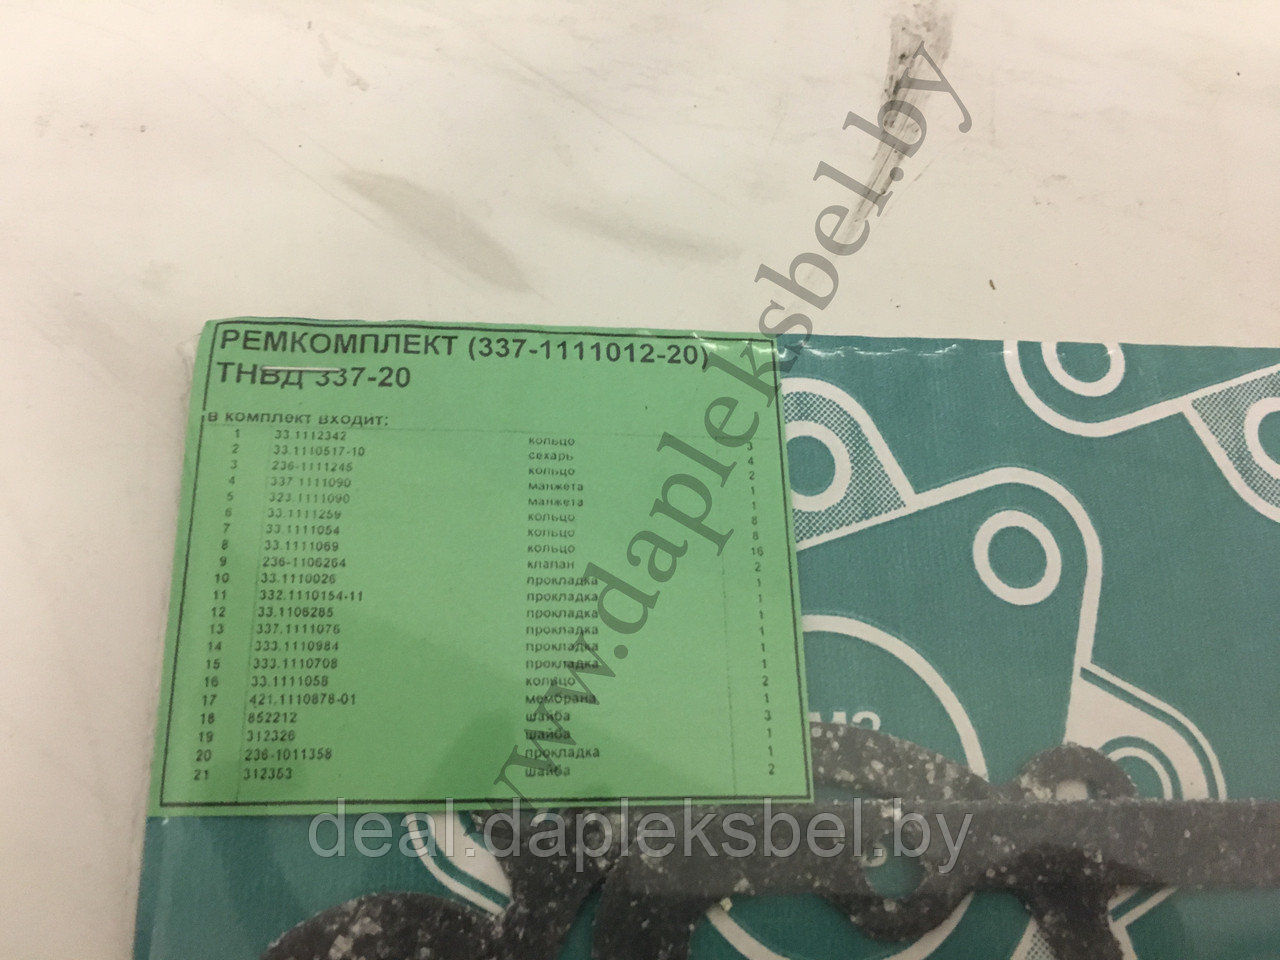 www.dapleksbel.by
РЕМКОМПЛЕКТ (337-1111012-20)
ТНВД 337-20
в комплект входит:
1 33.1112342 кольцо 3
2 33.1110517-10 сухарь 4
3 236-1111245 кольцо 2
4 337.1111090 манжета 1
5 323.1111090 манжета 1
6 33.1111259 кольцо 8
7 33.1111054 кольцо 8
8 33.1111069 кольцо 16
9 236-1106264 клапан 2
10 33.1110026 прокладка 1
11 332.1110154-11 прокладка 1
12 33.1106285 прокладка 1
13 337.1111076 прокладка 1
14 333.1110984 прокладка 1
15 333.1110708 прокладка 1
16 33.1111058 кольцо 2
17 421.1110878-01 мембрана 1
18 852212 шайба 3
19 312326 шайба 1
20 236-1011358 прокладка 1
21 312353 шайба 2
deal.dapleksbel.by